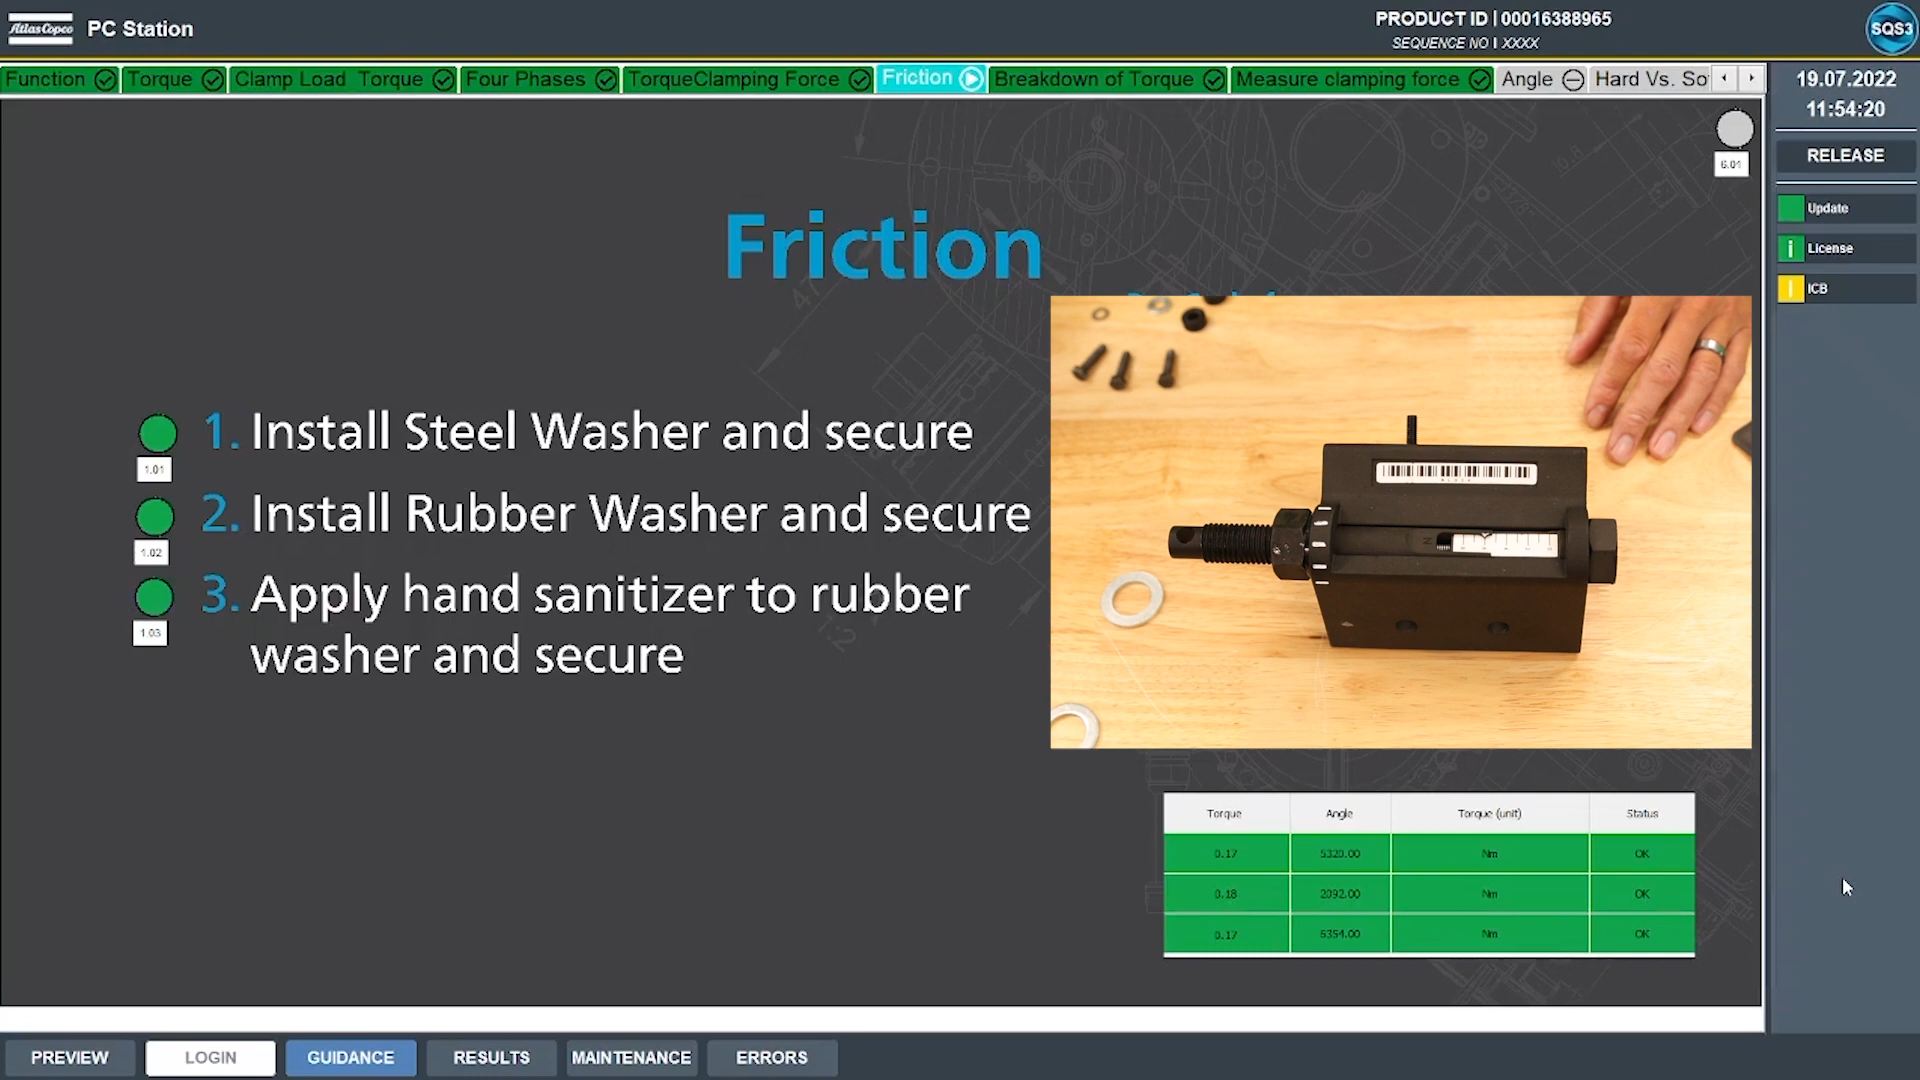 Atlas Copco
PC Station
PRODUCT ID | 00016388965
SEQUENCE NO I XXXX
SQS3
Function
Torque
Clamp Load Torque
Four Phases
TorqueClamping Force
Friction
Breakdown of Torque
Measure clamping force
Angle
Hard Vs. So
19.07.2022
11:54:20
RELEASE
Update
License
ICB
6.01
Friction
1. Install Steel Washer and secure
1.01
2. Install Rubber Washer and secure
1.02
3. Apply hand sanitizer to rubber
washer and secure
1.03
Torque Angle Torque (unit) Status
0.17 5320.00 Nm OK
0.18 2092.00 Nm OK
0.17 6354.00 Nm OK
PREVIEW
LOGIN
GUIDANCE
RESULTS
MAINTENANCE
ERRORS